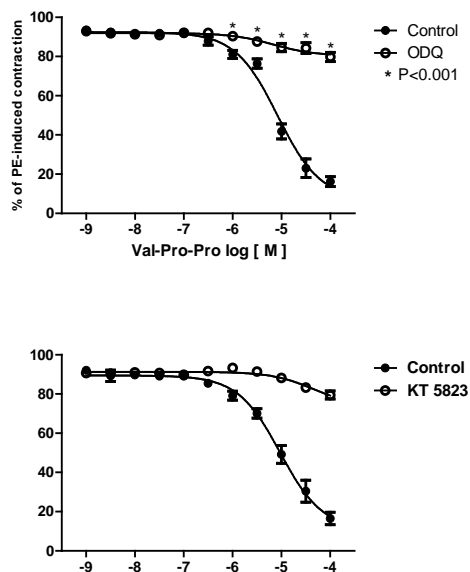 % of PE-induced contraction
100
80
60
40
20
0
* * * * *
-9 -8 -7 -6 -5 -4
Val-Pro-Pro log [ M ]
Control
ODQ
* P<0.001
100
80
60
40
20
0
-9 -8 -7 -6 -5 -4
Control
KT 5823